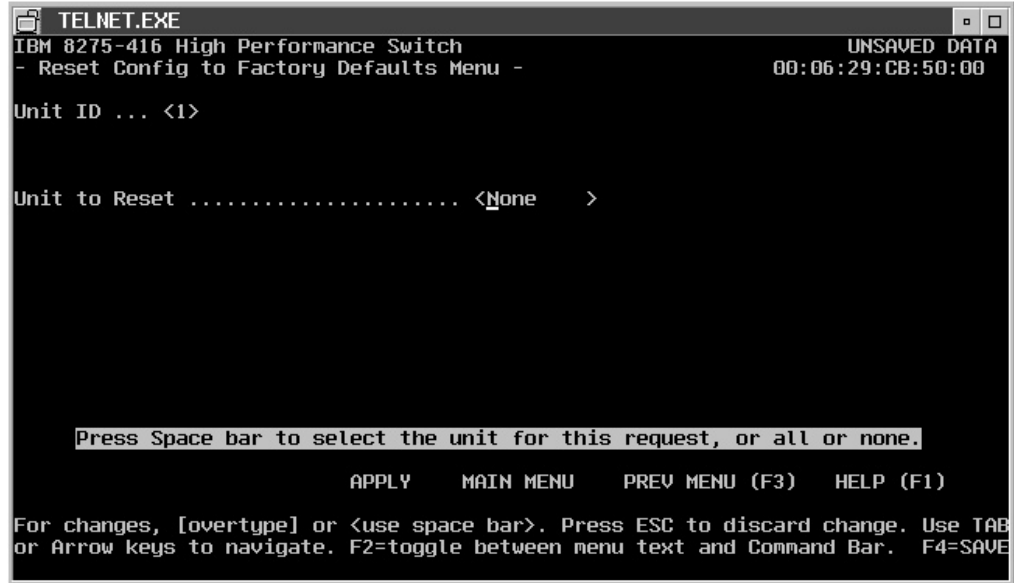 TELNET.EXE
IBM 8275-416 High Performance Switch UNSAVED DATA
- Reset Config to Factory Defaults Menu - 00:06:29:CB:50:00
Unit ID ... <1>
Unit to Reset ...................... <None >
Press Space bar to select the unit for this request, or all or none.
APPLY MAIN MENU PREV MENU (F3) HELP (F1)
For changes, [overtype] or <use space bar>. Press ESC to discard change. Use TAB
or Arrow keys to navigate. F2=toggle between menu text and Command Bar. F4=SAVE